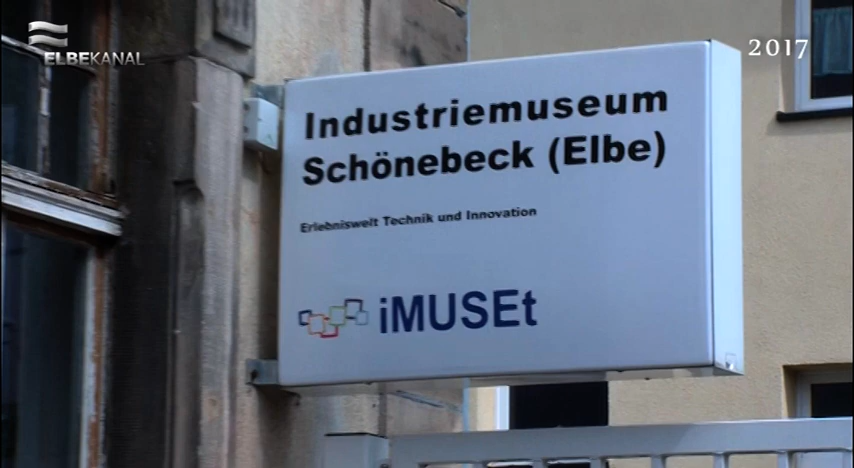 ELBEKANAL
2017
Industriemuseum
Schönebeck (Elbe)
Erlebniswelt Technik und Innovation
iMUSEt